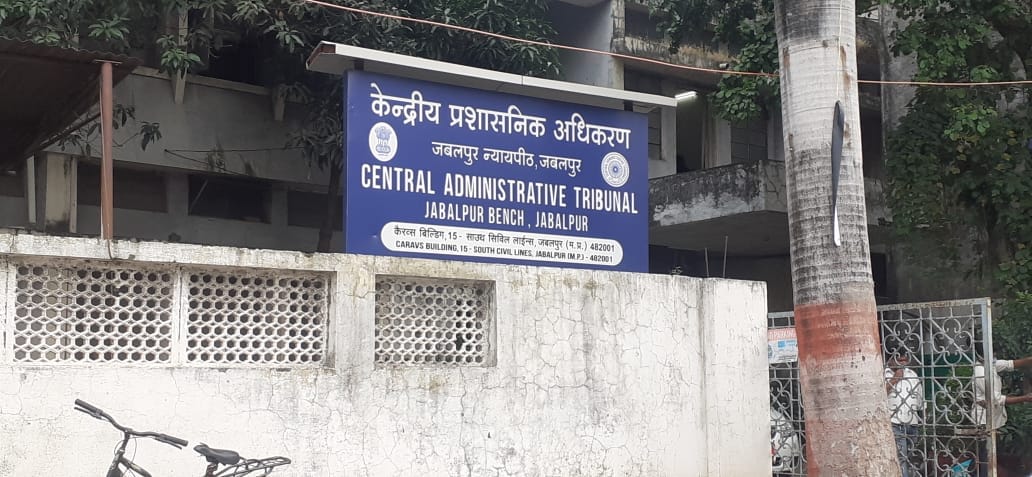 केन्द्रीय प्रशासनिक अधिकरण
जबलपुर न्यायपीठ, जबलपुर
CENTRAL ADMINISTRATIVE TRIBUNAL
JABALPUR BENCH, JABALPUR
कैरव्स बिल्डिंग, 15 - साउथ सिविल लाईन्स, जबलपुर (म.प्र.) 482001
CARAVS BUILDING, 15 - SOUTH CIVIL LINES, JABALPUR (M.P.) - 482001